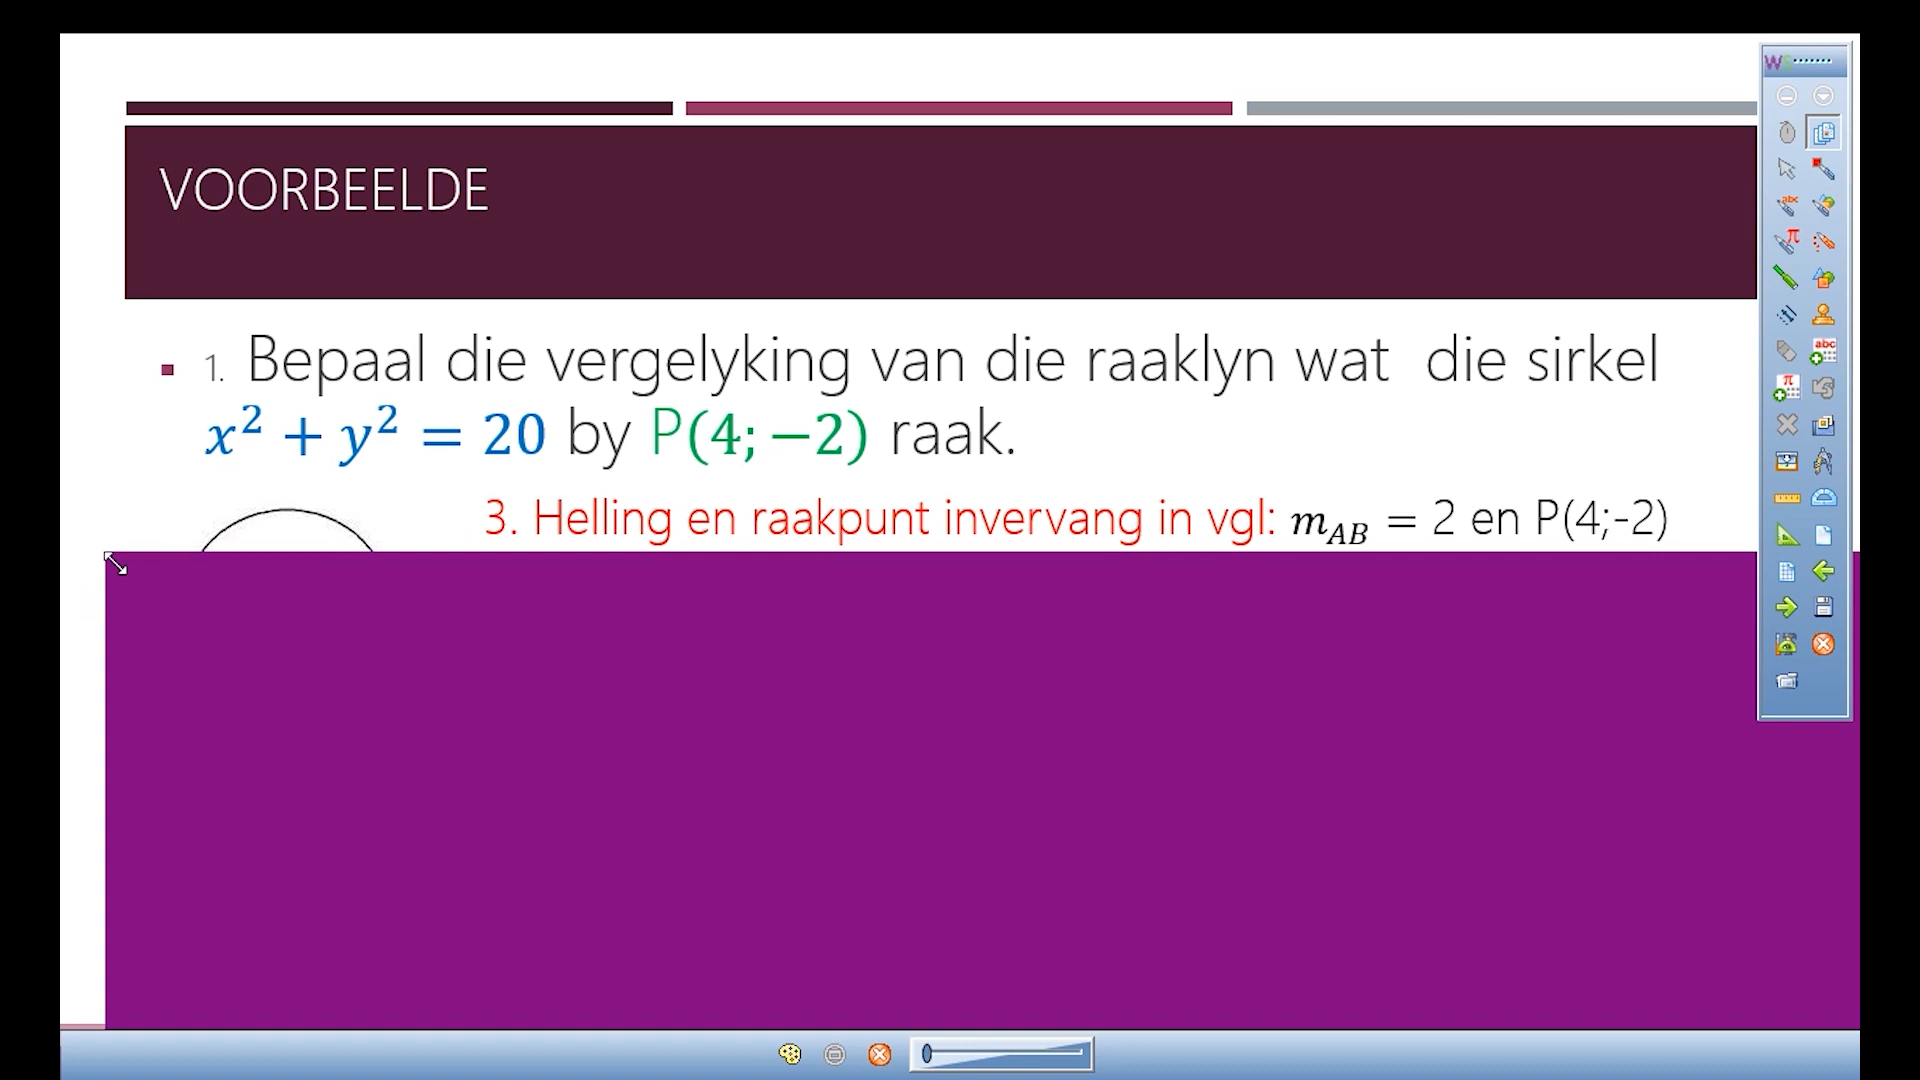 VOORBEELDE
▪ 1. Bepaal die vergelyking van die raaklyn wat die sirkel
x² + y² = 20 by P(4; −2) raak.
3. Helling en raakpunt invervang in vgl: m_AB = 2 en P(4;-2)